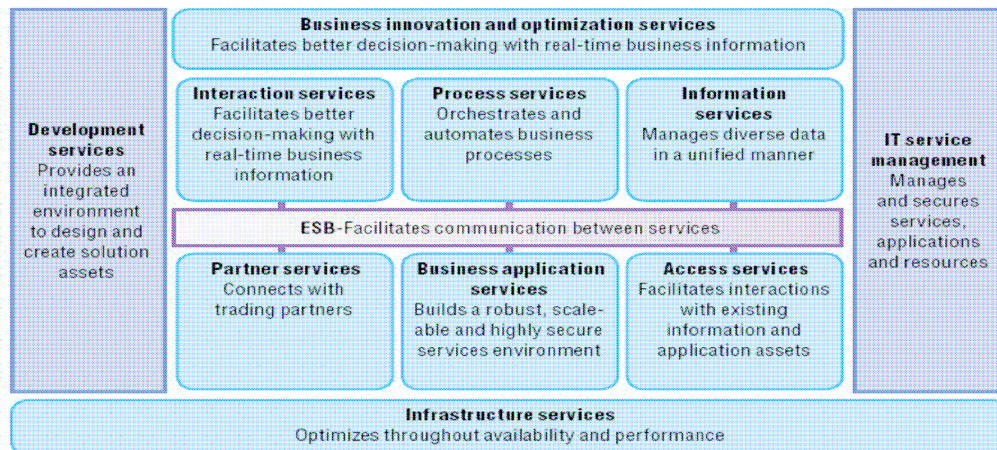 Business innovation and optimization services
Facilitates better decision-making with real-time business information
Development
services
Provides an
integrated
environment
to design and
create solution
assets
Interaction services
Facilitates better
decision-making with
real-time business
information
Process services
Orchestrates and
automates business
processes
Information
services
Manages diverse data
in a unified manner
IT service
management
Manages
and secures
services,
applications
and resources
ESB-Facilitates communication between services
Partner services
Connects with
trading partners
Business application
services
Builds a robust, scale-
able and highly secure
services environment
Access services
Facilitates interactions
with existing
information and
application assets
Infrastructure services
Optimizes throughout availability and performance